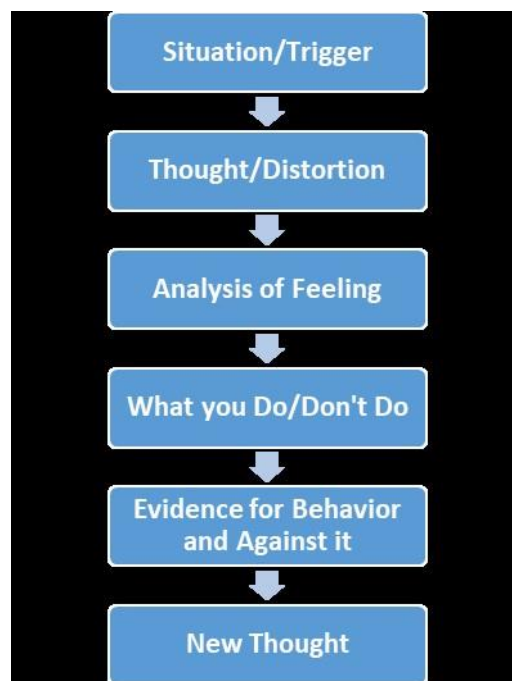 Situation/Trigger
Thought/Distortion
Analysis of Feeling
What you Do/Don't Do
Evidence for Behavior
and Against it
New Thought